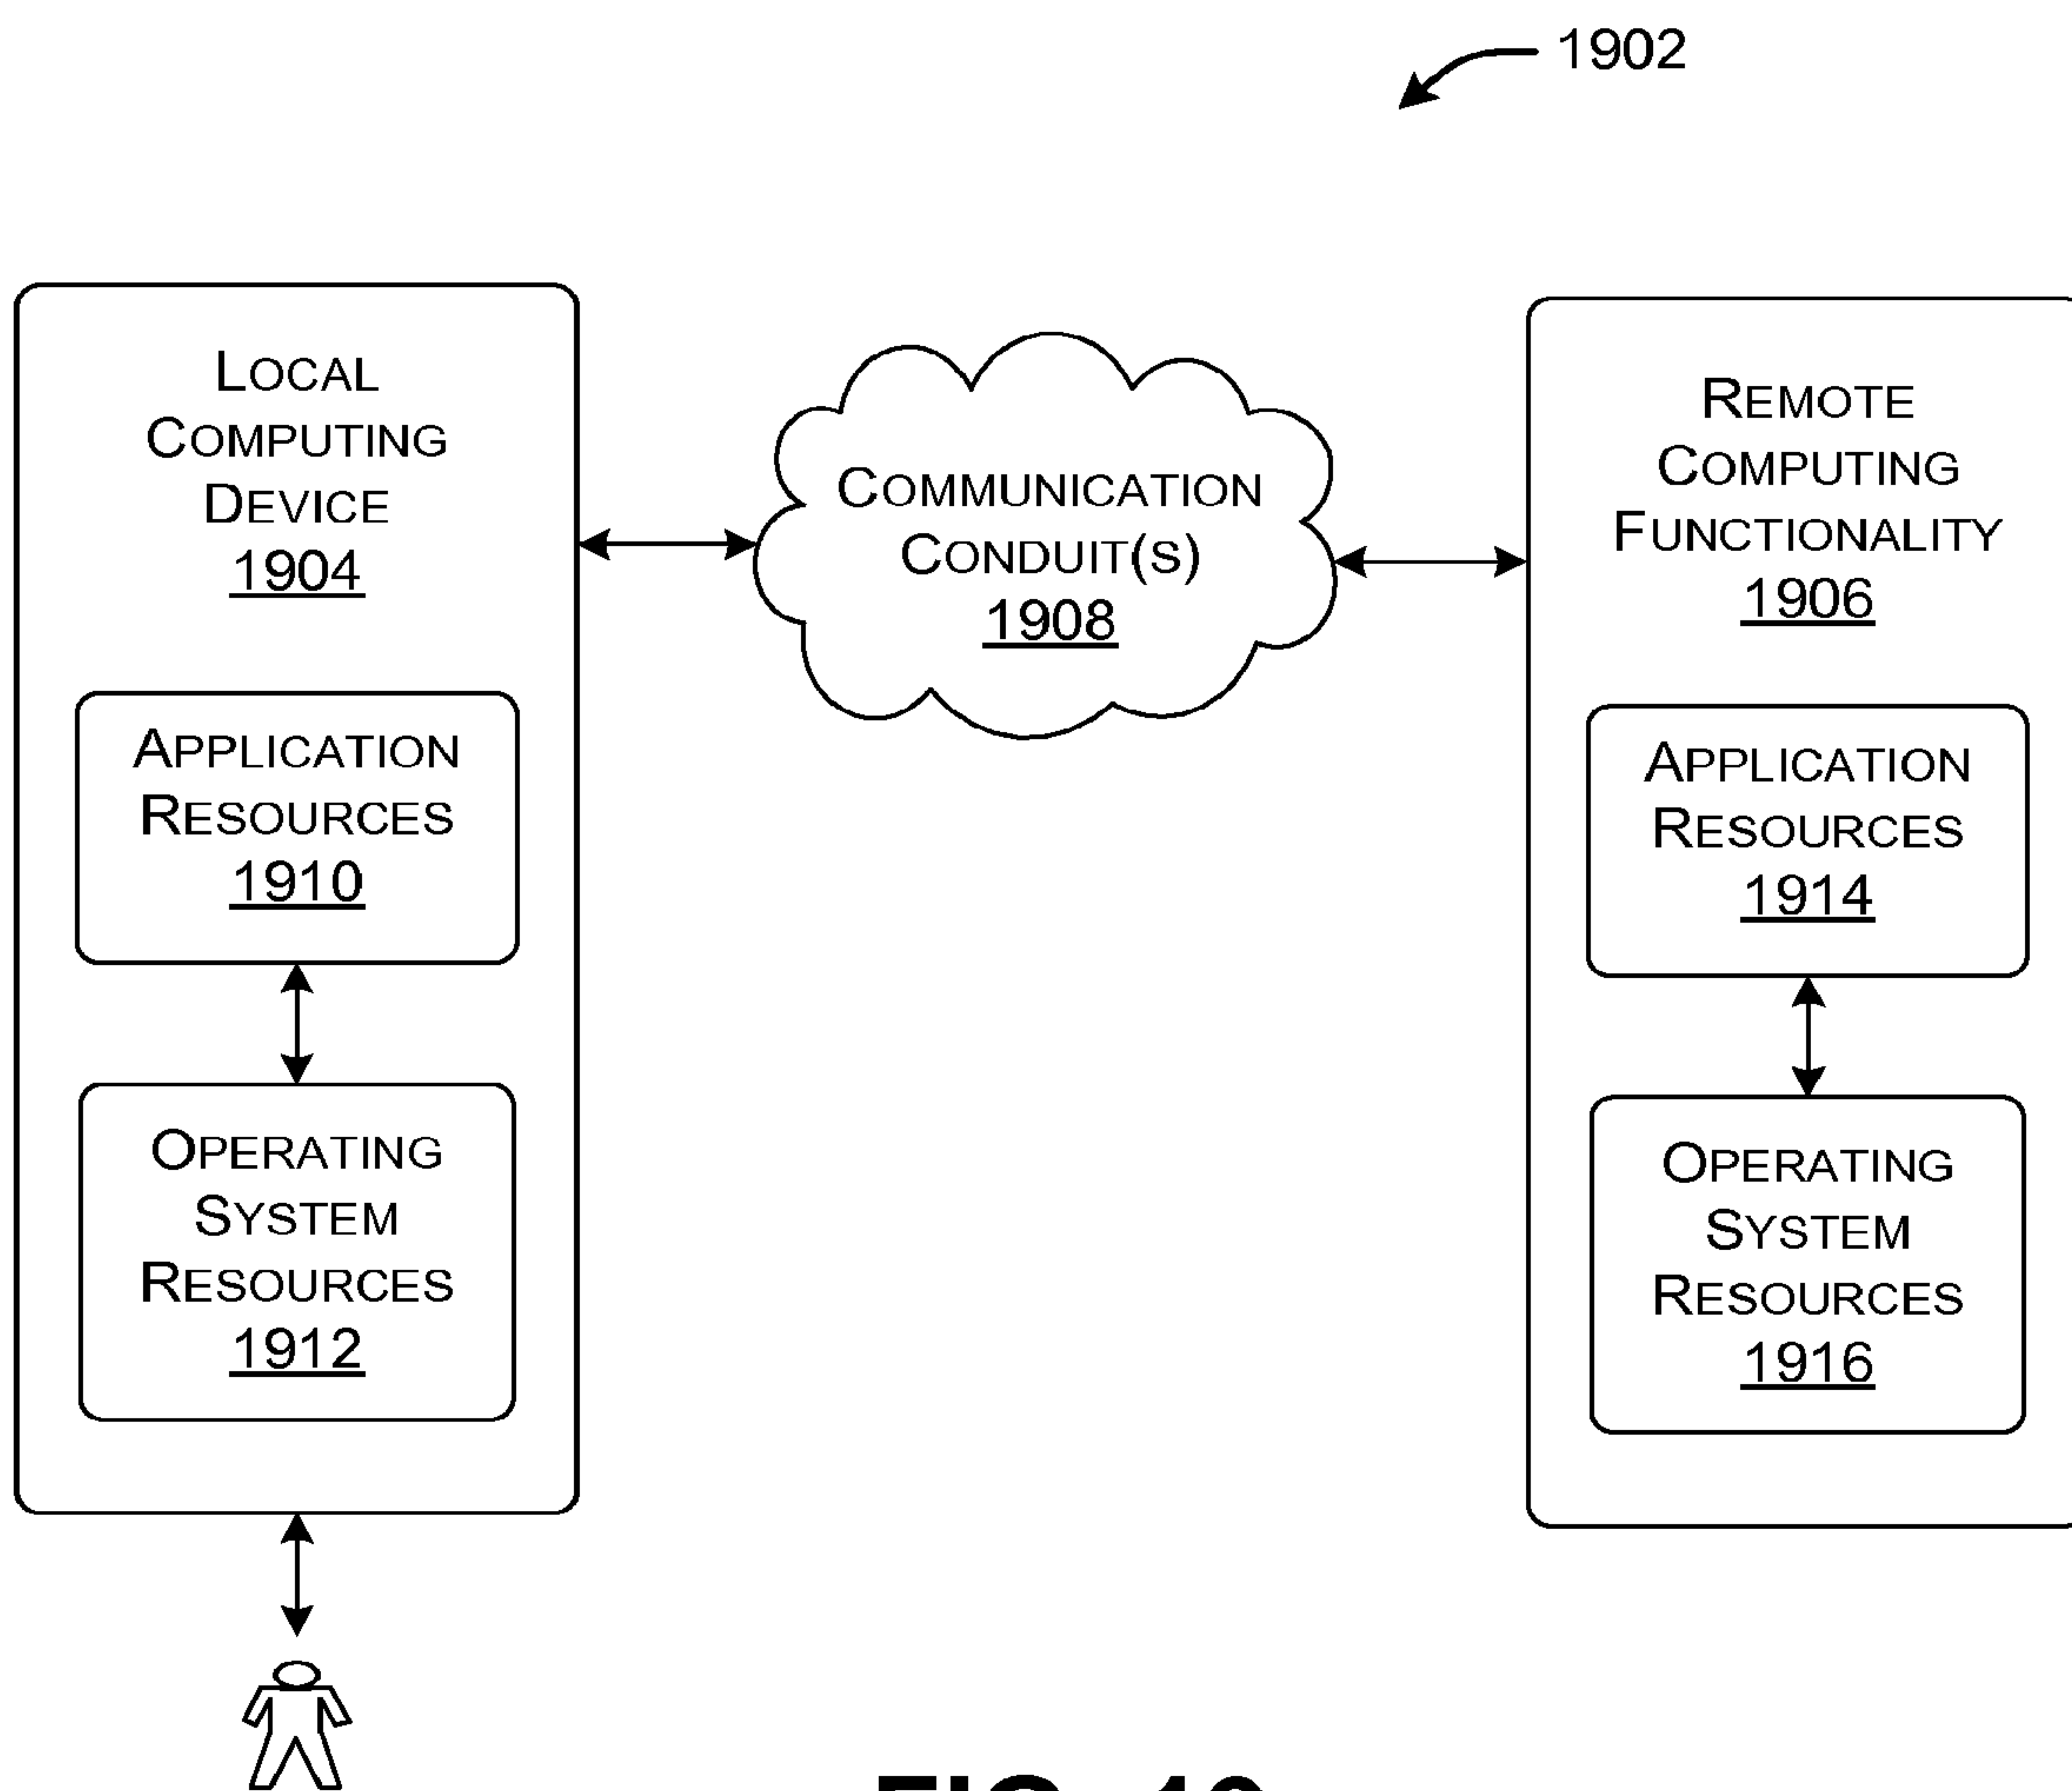 1902
LOCAL
COMPUTING
DEVICE
1904
APPLICATION
RESOURCES
1910
OPERATING
SYSTEM
RESOURCES
1912
COMMUNICATION
CONDUIT(S)
1908
REMOTE
COMPUTING
FUNCTIONALITY
1906
APPLICATION
RESOURCES
1914
OPERATING
SYSTEM
RESOURCES
1916
FIG.